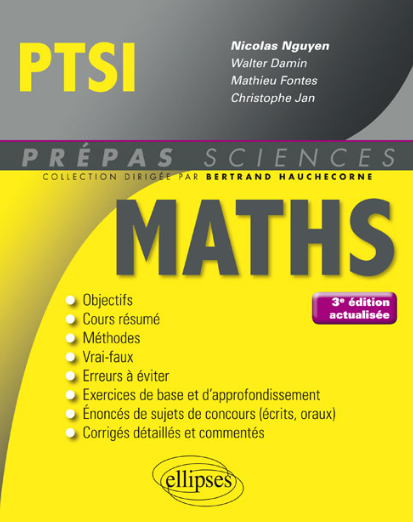 PTSI
Nicolas Nguyen
Walter Damin
Mathieu Fontes
Christophe Jan
PRÉPAS SCIENCES
COLLECTION DIRIGÉE PAR BERTRAND HAUCHECORNE
MATHS
3e édition
actualisée
Objectifs
Cours résumé
Méthodes
Vrai-faux
Erreurs à éviter
Exercices de base et d'approfondissement
Énoncés de sujets de concours (écrits, oraux)
Corrigés détaillés et commentés
ellipses